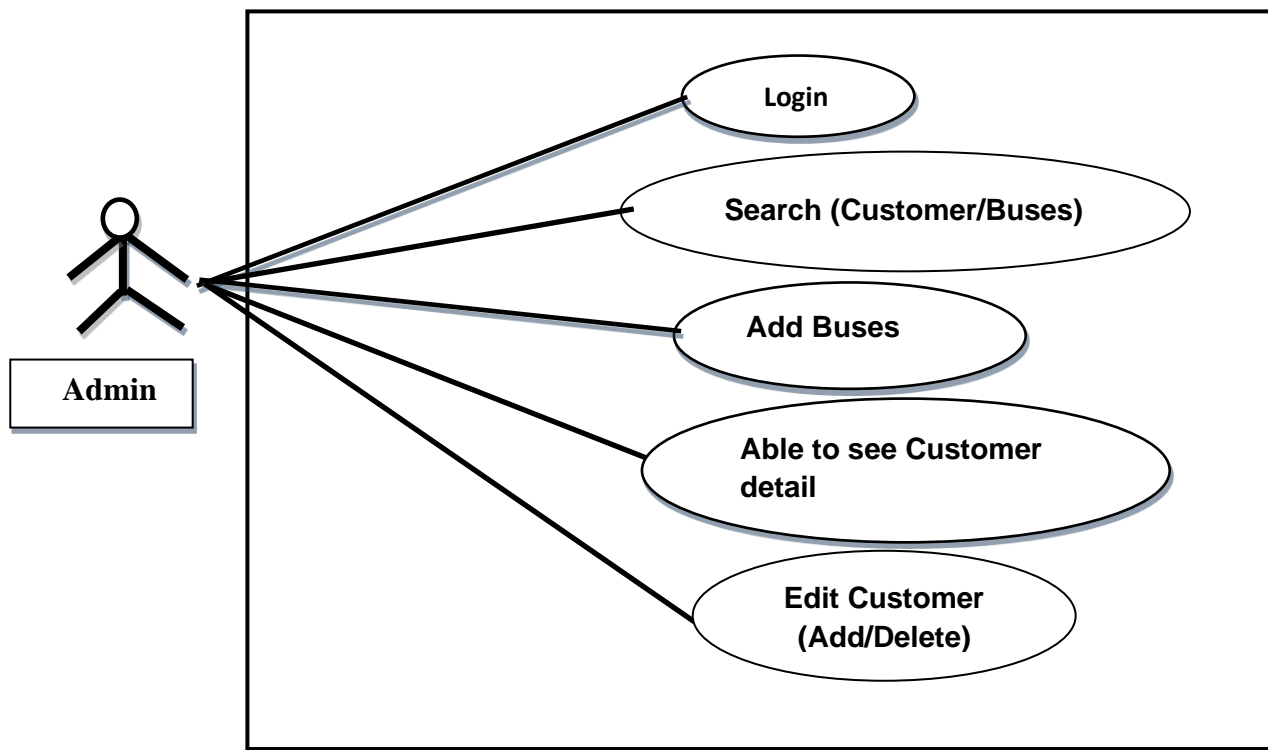 Login
Search (Customer/Buses)
Add Buses
Admin
Able to see Customer
detail
Edit Customer
(Add/Delete)